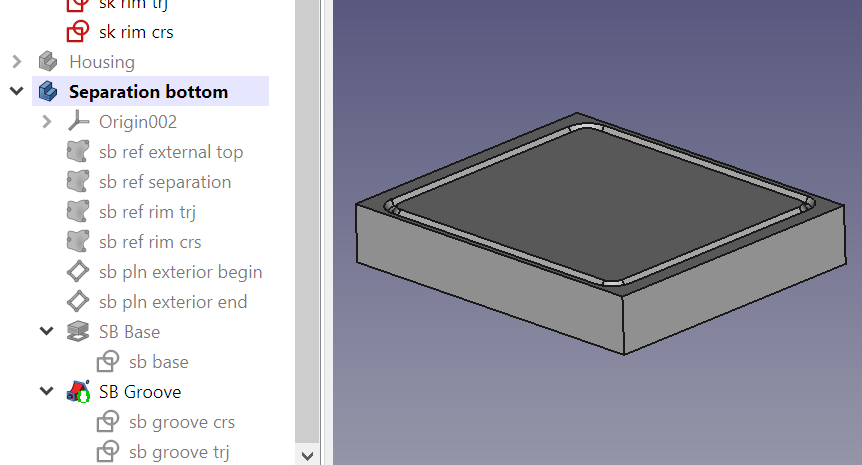 sk rim trj
sk rim crs
Housing
Separation bottom
Origin002
sb ref external top
sb ref separation
sb ref rim trj
sb ref rim crs
sb pln exterior begin
sb pln exterior end
SB Base
sb base
SB Groove
sb groove crs
sb groove trj